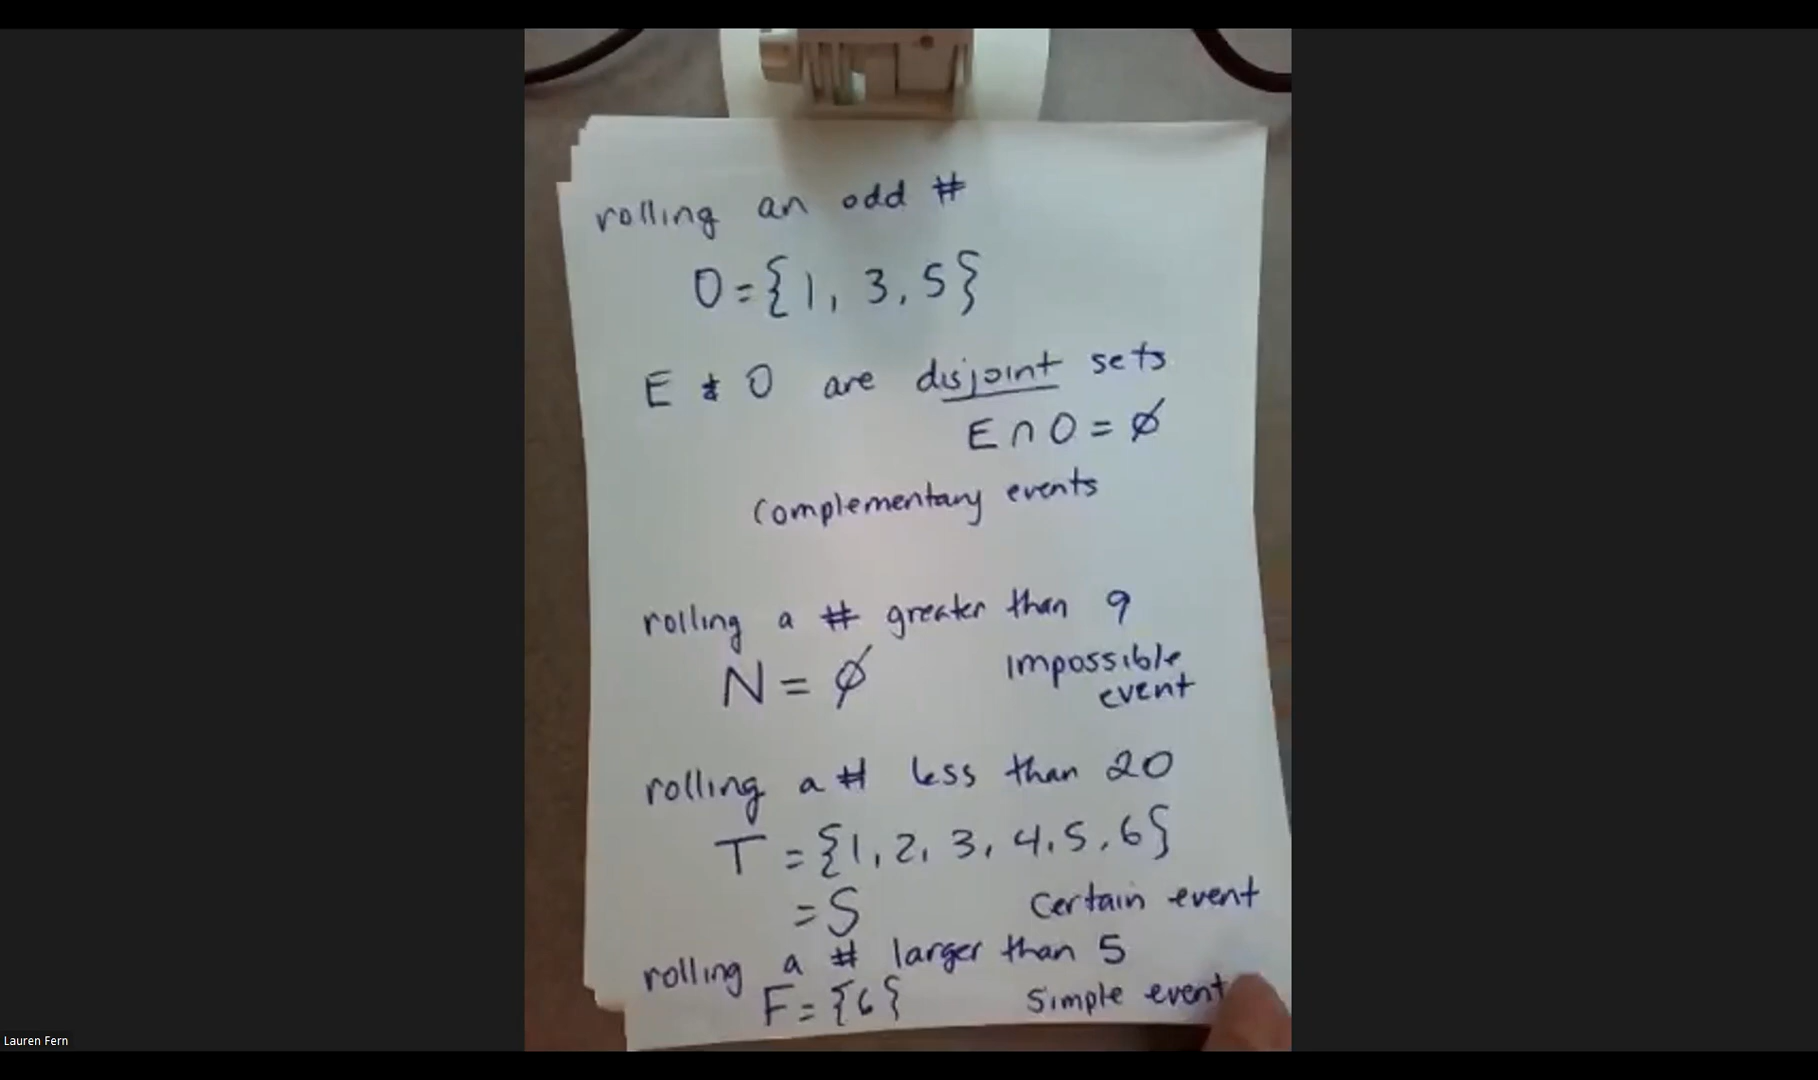 rolling an odd #
O = {1, 3, 5}
E & O are disjoint sets
E ∩ O = ∅
Complementary events
rolling a # greater than 9
N = ∅
Impossible
event
rolling a # less than 20
T = {1, 2, 3, 4, 5, 6}
= S
Certain event
rolling a # larger than 5
F = {6}
Simple event
Lauren Fern